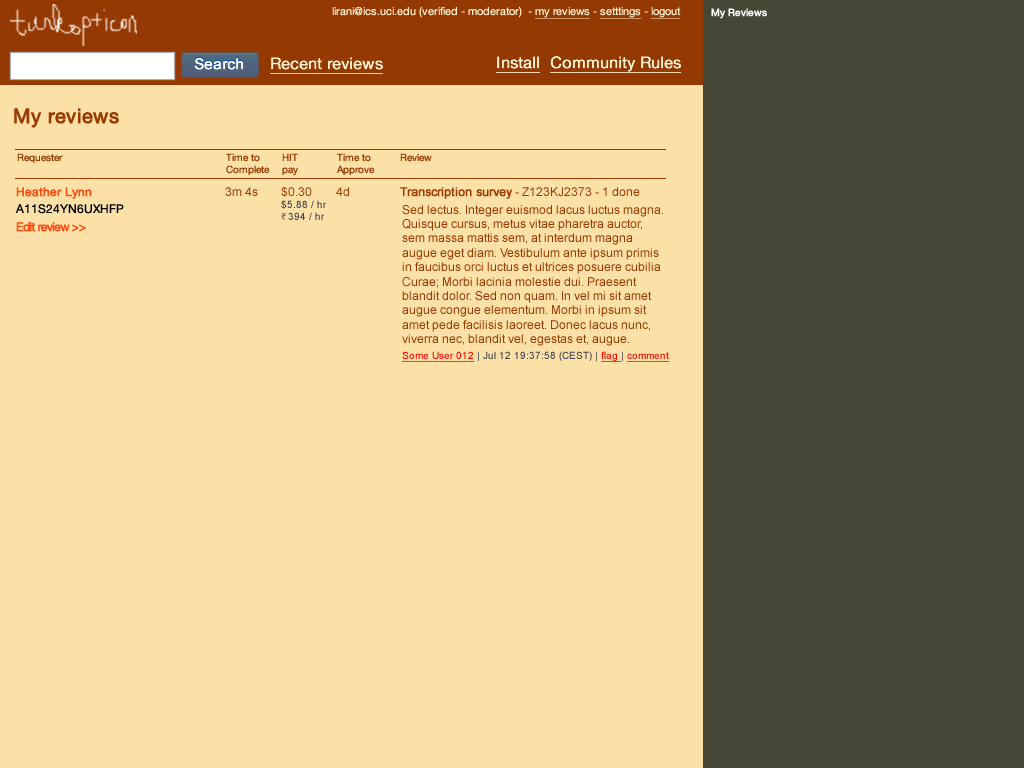 turkopticon
lirani@ics.uci.edu (verified - moderator) - my reviews - setttings - logout
My Reviews
Search Recent reviews Install Community Rules
My reviews
Requester Time to Complete HIT pay Time to Approve Review
Heather Lynn 3m 4s $0.30 4d Transcription survey - Z123KJ2373 - 1 done
A11S24YN6UXHFP $5.88 / hr
₹394 / hr
Edit review >>
Sed lectus. Integer euismod lacus luctus magna.
Quisque cursus, metus vitae pharetra auctor,
sem massa mattis sem, at interdum magna
augue eget diam. Vestibulum ante ipsum primis
in faucibus orci luctus et ultrices posuere cubilia
Curae; Morbi lacinia molestie dui. Praesent
blandit dolor. Sed non quam. In vel mi sit amet
augue congue elementum. Morbi in ipsum sit
amet pede facilisis laoreet. Donec lacus nunc,
viverra nec, blandit vel, egestas et, augue.
Some User 012 | Jul 12 19:37:58 (CEST) | flag | comment